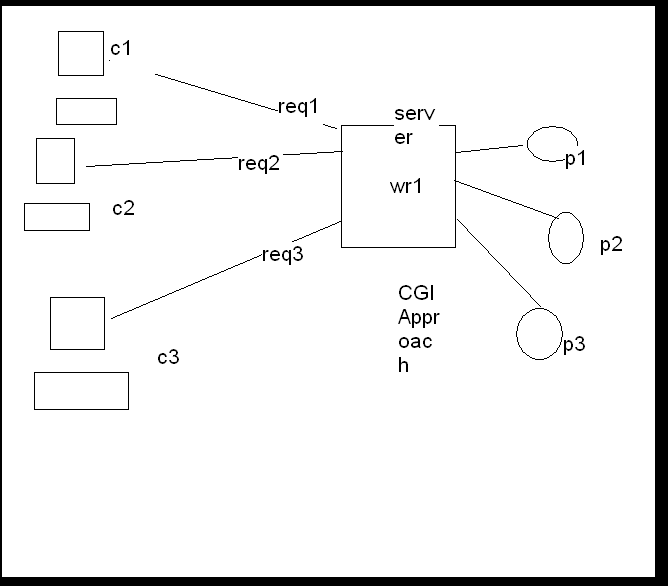 c1
req1
serv
er
req2
p1
wr1
c2
p2
req3
CGI
Appr
oac
h
p3
c3